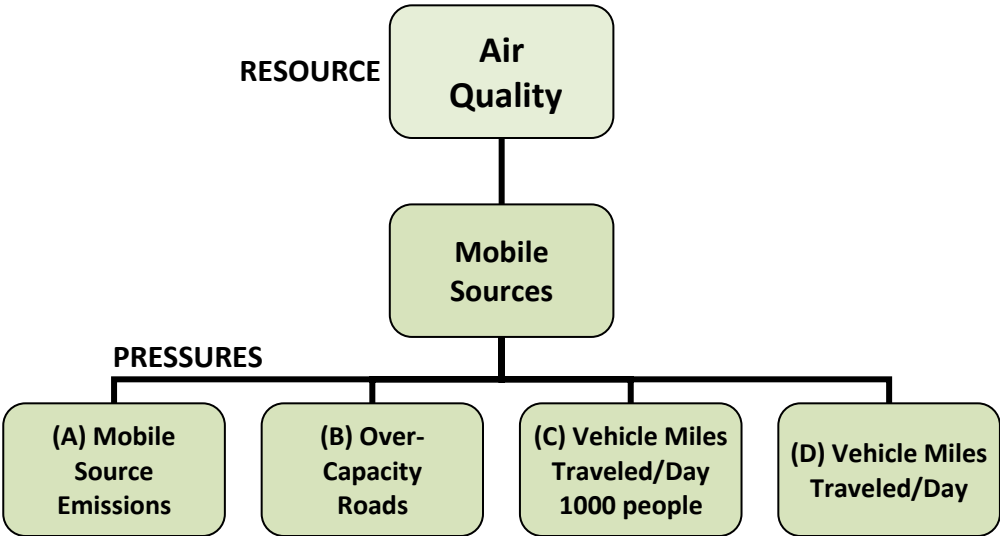 RESOURCE
Air
Quality
Mobile
Sources
PRESSURES
(A) Mobile
Source
Emissions
(B) Over-
Capacity
Roads
(C) Vehicle Miles
Traveled/Day
1000 people
(D) Vehicle Miles
Traveled/Day